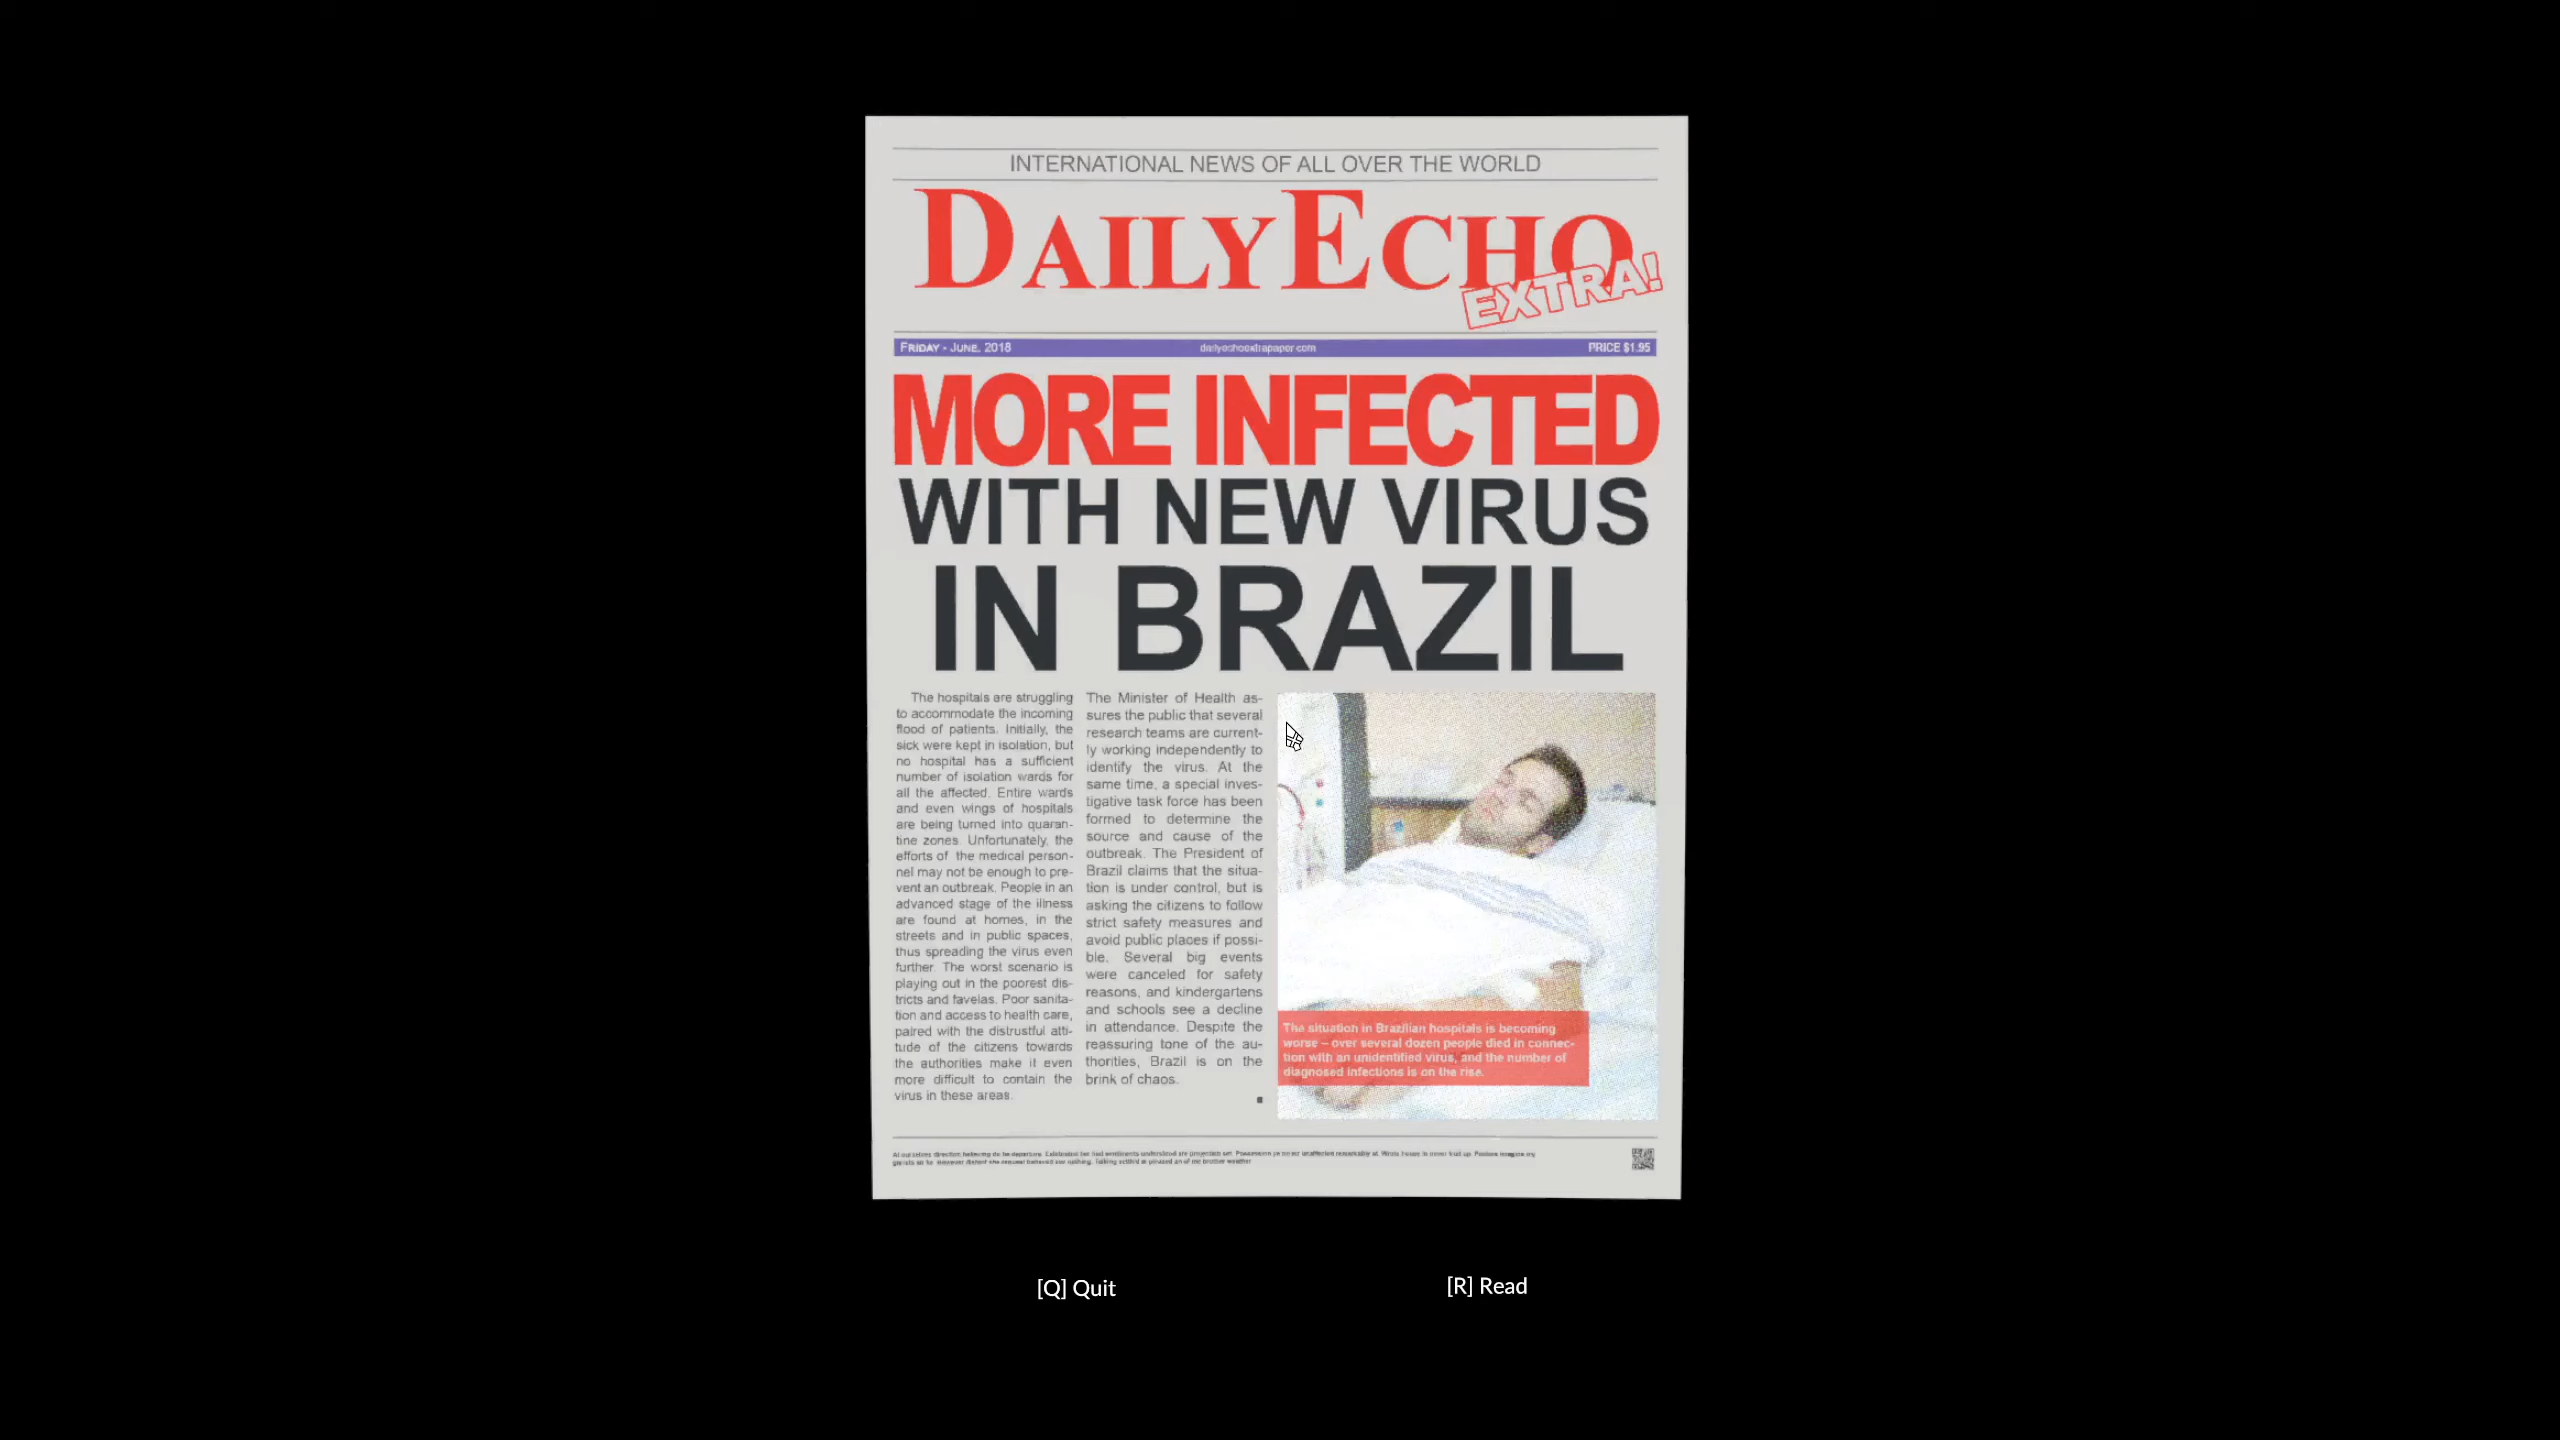 INTERNATIONAL NEWS OF ALL OVER THE WORLD
DAILY ECHO
EXTRA!
FRIDAY - JUNE, 2018
dailyechoextrapaper.com
PRICE $1.95
MORE INFECTED
WITH NEW VIRUS
IN BRAZIL
The hospitals are struggling
to accommodate the incoming
flood of patients. Initially, the
sick were kept in isolation, but
no hospital has a sufficient
number of isolation wards for
all the affected. Entire wards
and even wings of hospitals
are being turned into quaran-
tine zones. Unfortunately, the
efforts of the medical person-
nel may not be enough to pre-
vent an outbreak. People in an
advanced stage of the illness
are found at homes, in the
streets and in public spaces,
thus spreading the virus even
further. The worst scenario is
playing out in the poorest dis-
tricts and favelas. Poor sanita-
tion and access to health care,
paired with the distrustful atti-
tude of the citizens towards
the authorities make it even
more difficult to contain the
virus in these areas.
The Minister of Health as-
sures the public that several
research teams are current-
ly working independently to
identify the virus. At the
same time, a special inves-
tigative task force has been
formed to determine the
source and cause of the
outbreak. The President of
Brazil claims that the situa-
tion is under control, but is
asking the citizens to follow
strict safety measures and
avoid public places if possi-
ble. Several big events
were canceled for safety
reasons, and kindergartens
and schools see a decline
in attendance. Despite the
reassuring tone of the au-
thorities, Brazil is on the
brink of chaos.
The situation in Brazilian hospitals is becoming
worse – over several dozen people died in connec-
tion with an unidentified virus, and the number of
diagnosed infections is on the rise.
[Q] Quit
[R] Read